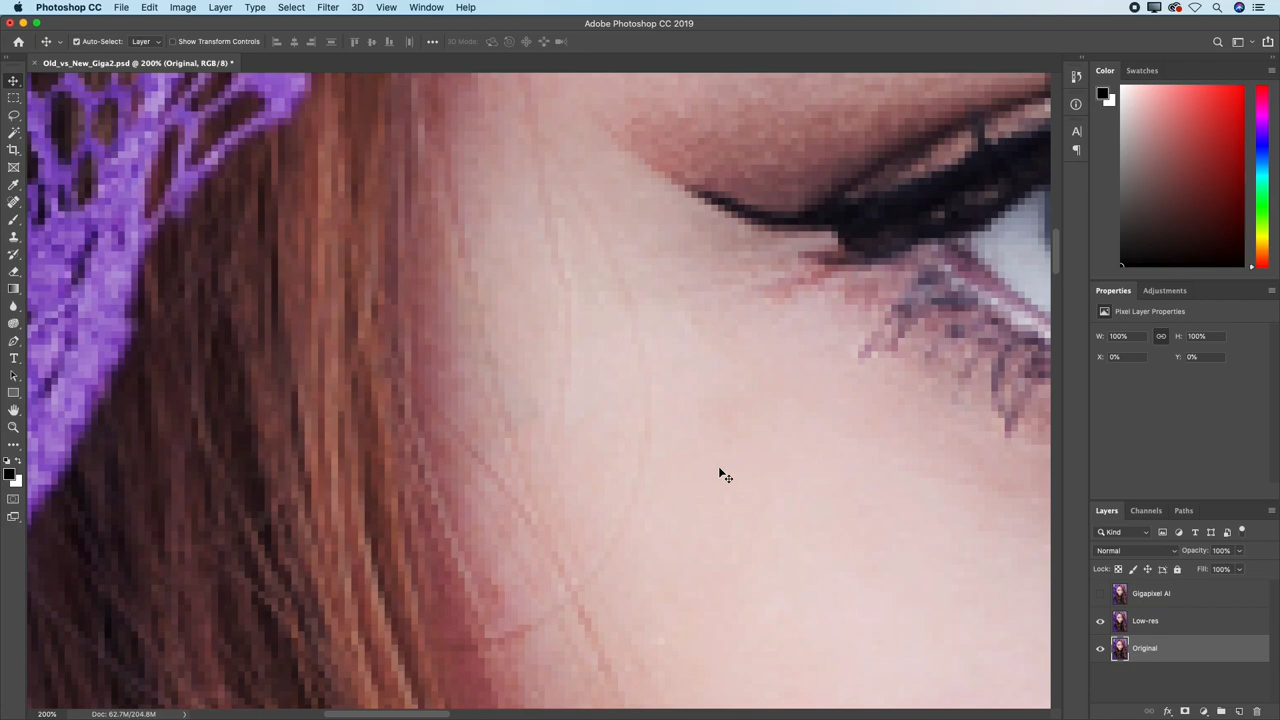 Photoshop CC File Edit Image Layer Type Select Filter 3D View Window Help
Adobe Photoshop CC 2019
Auto-Select: Layer Show Transform Controls 3D Mode:
Old_vs_New_Giga2.psd @ 200% (Original, RGB/8) *
Color Swatches
Properties Adjustments
Pixel Layer Properties
W: 100% H: 100%
X: 0% Y: 0%
Layers Channels Paths
Kind
Normal Opacity: 100%
Lock: Fill: 100%
Gigapixel AI
Low-res
Original
200% Doc: 62.7M/204.8M